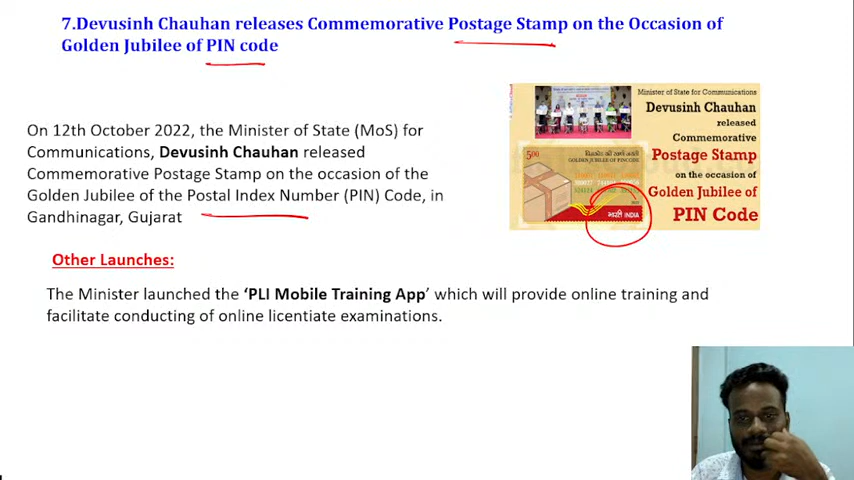 7.Devusinh Chauhan releases Commemorative Postage Stamp on the Occasion of
Golden Jubilee of PIN code
On 12th October 2022, the Minister of State (MoS) for
Communications, Devusinh Chauhan released
Commemorative Postage Stamp on the occasion of the
Golden Jubilee of the Postal Index Number (PIN) Code, in
Gandhinagar, Gujarat
Minister of State for Communications
Devusinh Chauhan
released
Commemorative
Postage Stamp
on the occasion of
Golden Jubilee of
PIN Code
5.00
GOLDEN JUBILEE OF PINCODE
भारत INDIA
Other Launches:
The Minister launched the ‘PLI Mobile Training App’ which will provide online training and
facilitate conducting of online licentiate examinations.